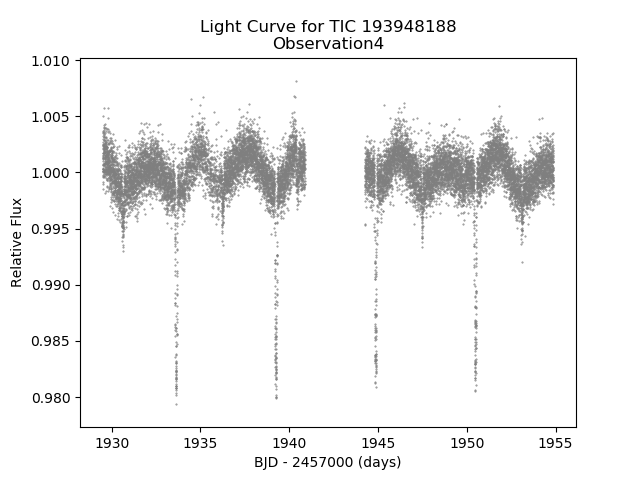 Light Curve for TIC 193948188
Observation4
1.010
1.005
1.000
0.995
0.990
0.985
0.980
Relative Flux
1930 1935 1940 1945 1950 1955
BJD - 2457000 (days)